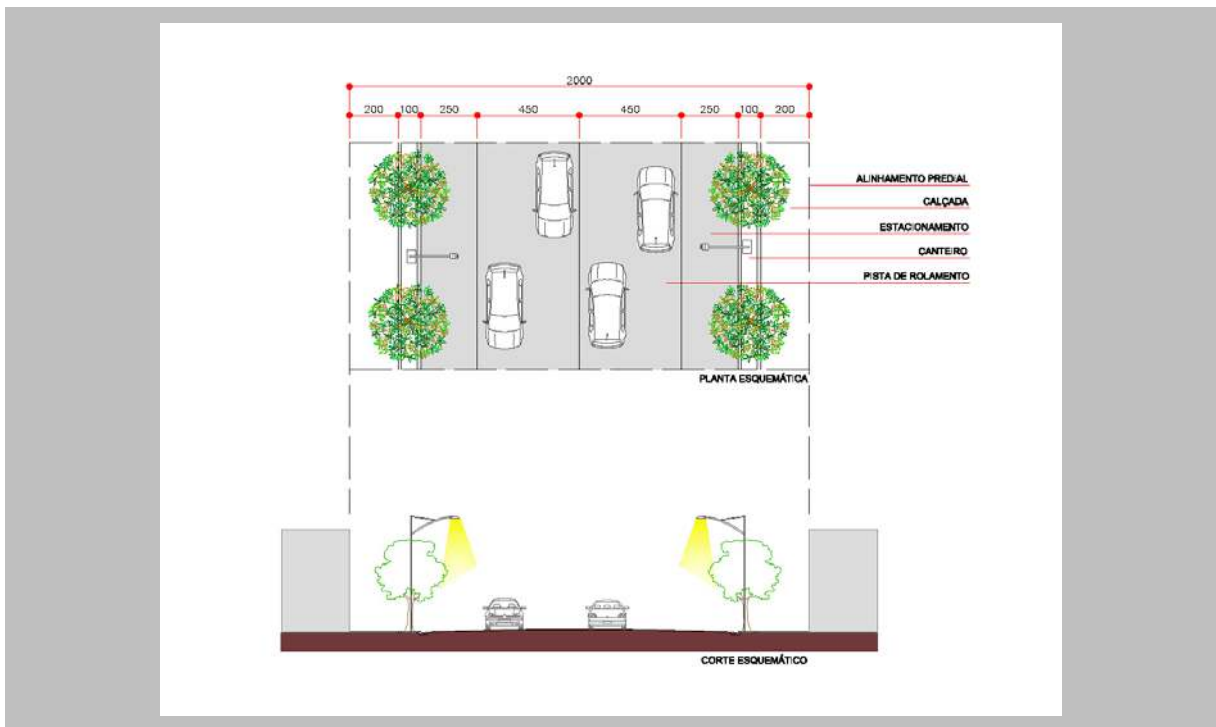 2000
200 100 250 450 450 250 100 200
ALINHAMENTO PREDIAL
CALÇADA
ESTACIONAMENTO
CANTEIRO
PISTA DE ROLAMENTO
PLANTA ESQUEMÁTICA
CORTE ESQUEMÁTICO